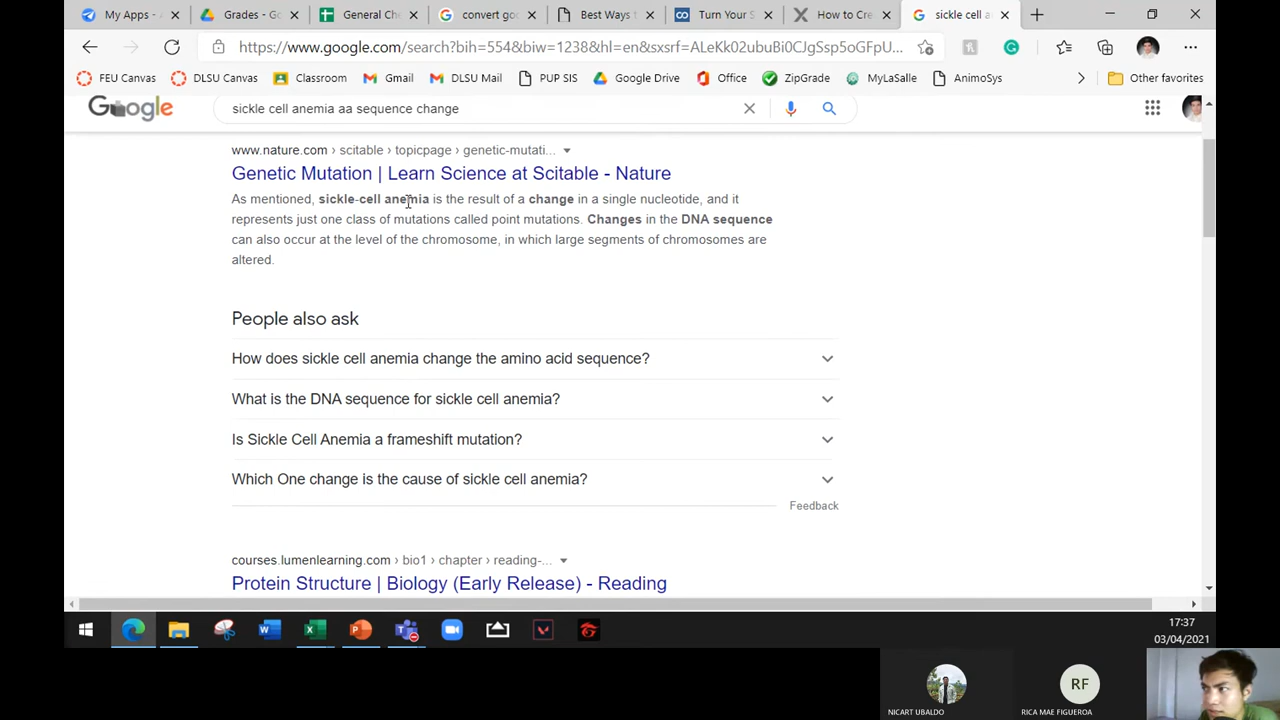 My Apps - A
Grades - Go
General Che
convert goo
Best Ways t
Turn Your S
How to Cre
sickle cell a
https://www.google.com/search?bih=554&biw=1238&hl=en&sxsrf=ALeKk02ubuBi0CJgSsp5oGFpU...
FEU Canvas
DLSU Canvas
Classroom
Gmail
DLSU Mail
PUP SIS
Google Drive
Office
ZipGrade
MyLaSalle
AnimoSys
Other favorites
Google
sickle cell anemia aa sequence change
www.nature.com › scitable › topicpage › genetic-mutati...
Genetic Mutation | Learn Science at Scitable - Nature
As mentioned, sickle-cell anemia is the result of a change in a single nucleotide, and it
represents just one class of mutations called point mutations. Changes in the DNA sequence
can also occur at the level of the chromosome, in which large segments of chromosomes are
altered.
People also ask
How does sickle cell anemia change the amino acid sequence?
What is the DNA sequence for sickle cell anemia?
Is Sickle Cell Anemia a frameshift mutation?
Which One change is the cause of sickle cell anemia?
Feedback
courses.lumenlearning.com › bio1 › chapter › reading-...
Protein Structure | Biology (Early Release) - Reading
17:37
03/04/2021
NICART UBALDO
RF
RICA MAE FIGUEROA